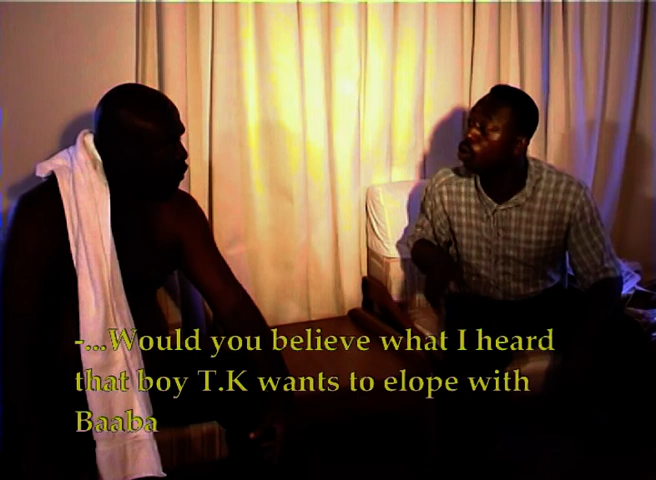 -...Would you believe what I heard
that boy T.K wants to elope with
Baaba